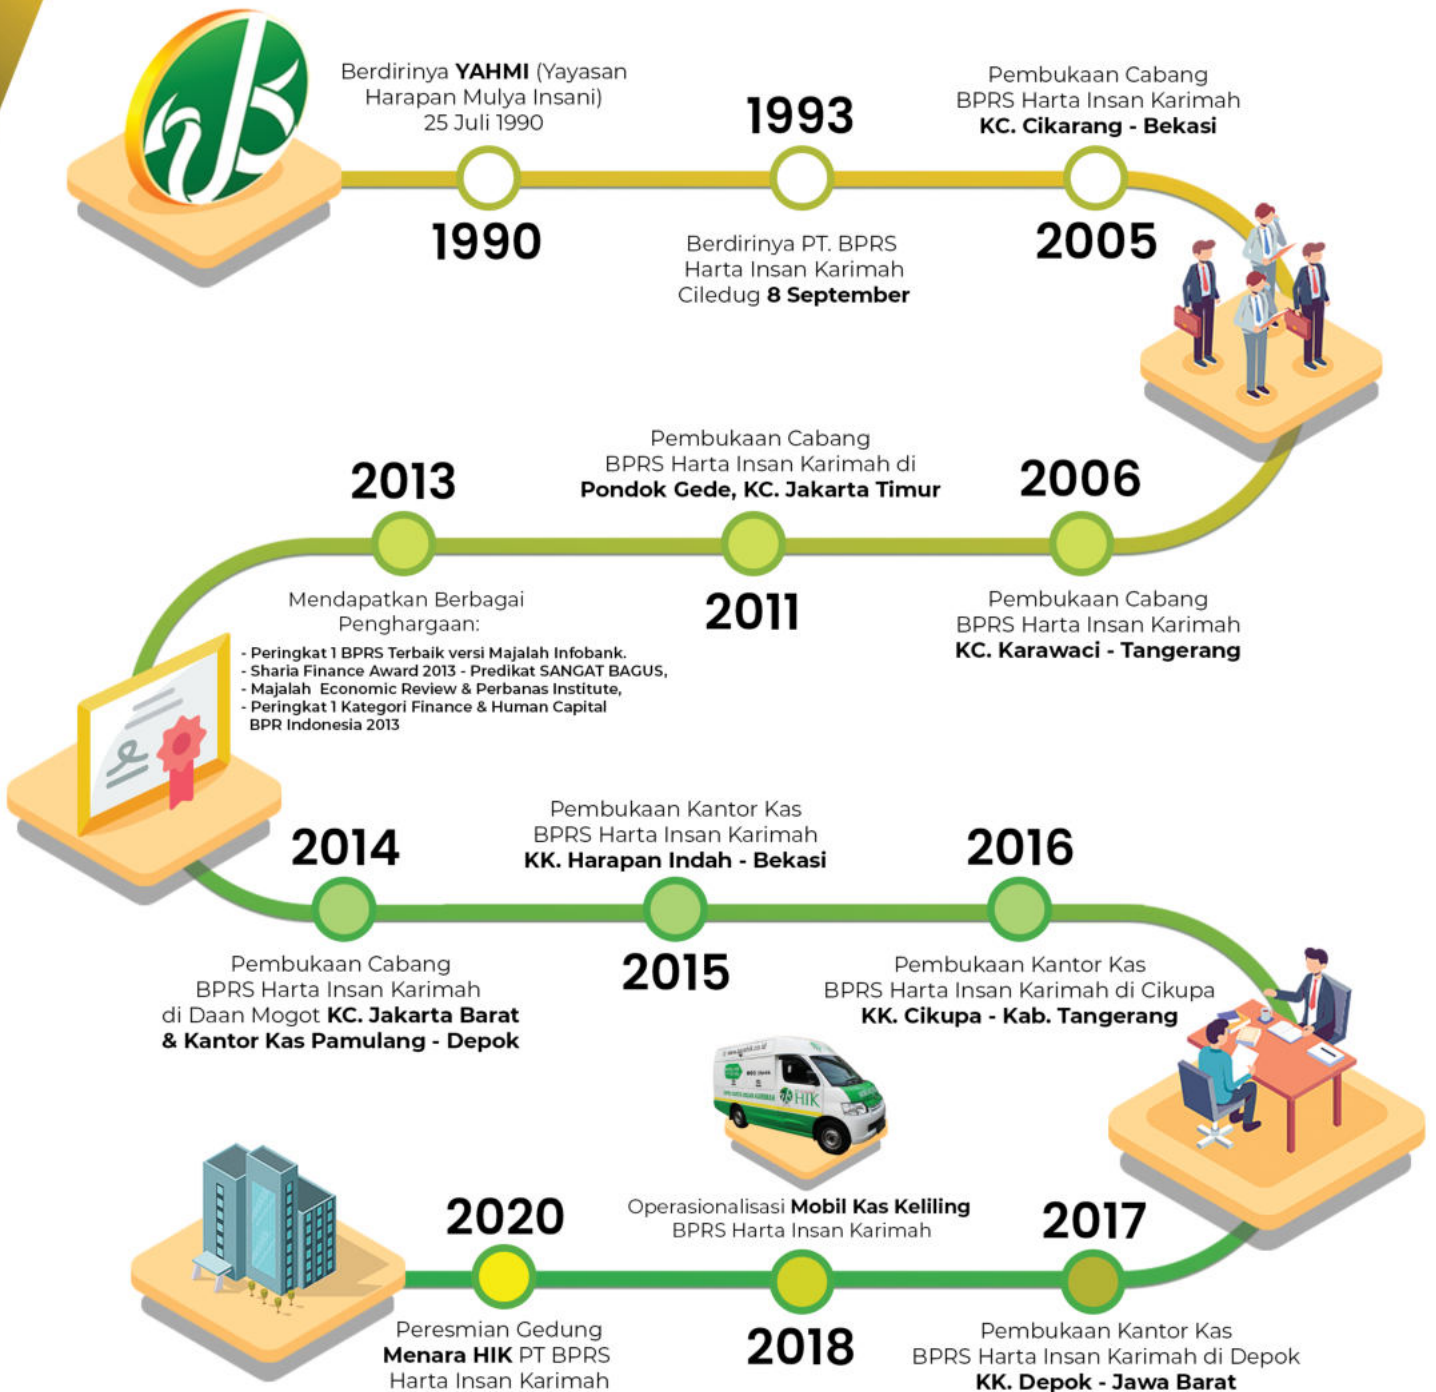 Berdirinya YAHMI (Yayasan
Harapan Mulya Insani)
25 Juli 1990
1990
1993
Berdirinya PT. BPRS
Harta Insan Karimah
Ciledug 8 September
Pembukaan Cabang
BPRS Harta Insan Karimah
KC. Cikarang - Bekasi
2005
2006
Pembukaan Cabang
BPRS Harta Insan Karimah
KC. Karawaci - Tangerang
Pembukaan Cabang
BPRS Harta Insan Karimah di
Pondok Gede, KC. Jakarta Timur
2011
2013
Mendapatkan Berbagai
Penghargaan:
- Peringkat 1 BPRS Terbaik versi Majalah Infobank.
- Sharia Finance Award 2013 - Predikat SANGAT BAGUS,
- Majalah Economic Review & Perbanas Institute,
- Peringkat 1 Kategori Finance & Human Capital
BPR Indonesia 2013
2014
Pembukaan Cabang
BPRS Harta Insan Karimah
di Daan Mogot KC. Jakarta Barat
& Kantor Kas Pamulang - Depok
Pembukaan Kantor Kas
BPRS Harta Insan Karimah
KK. Harapan Indah - Bekasi
2015
2016
Pembukaan Kantor Kas
BPRS Harta Insan Karimah di Cikupa
KK. Cikupa - Kab. Tangerang
2017
Pembukaan Kantor Kas
BPRS Harta Insan Karimah di Depok
KK. Depok - Jawa Barat
HIK
Operasionalisasi Mobil Kas Keliling
BPRS Harta Insan Karimah
2018
2020
Peresmian Gedung
Menara HIK PT BPRS
Harta Insan Karimah